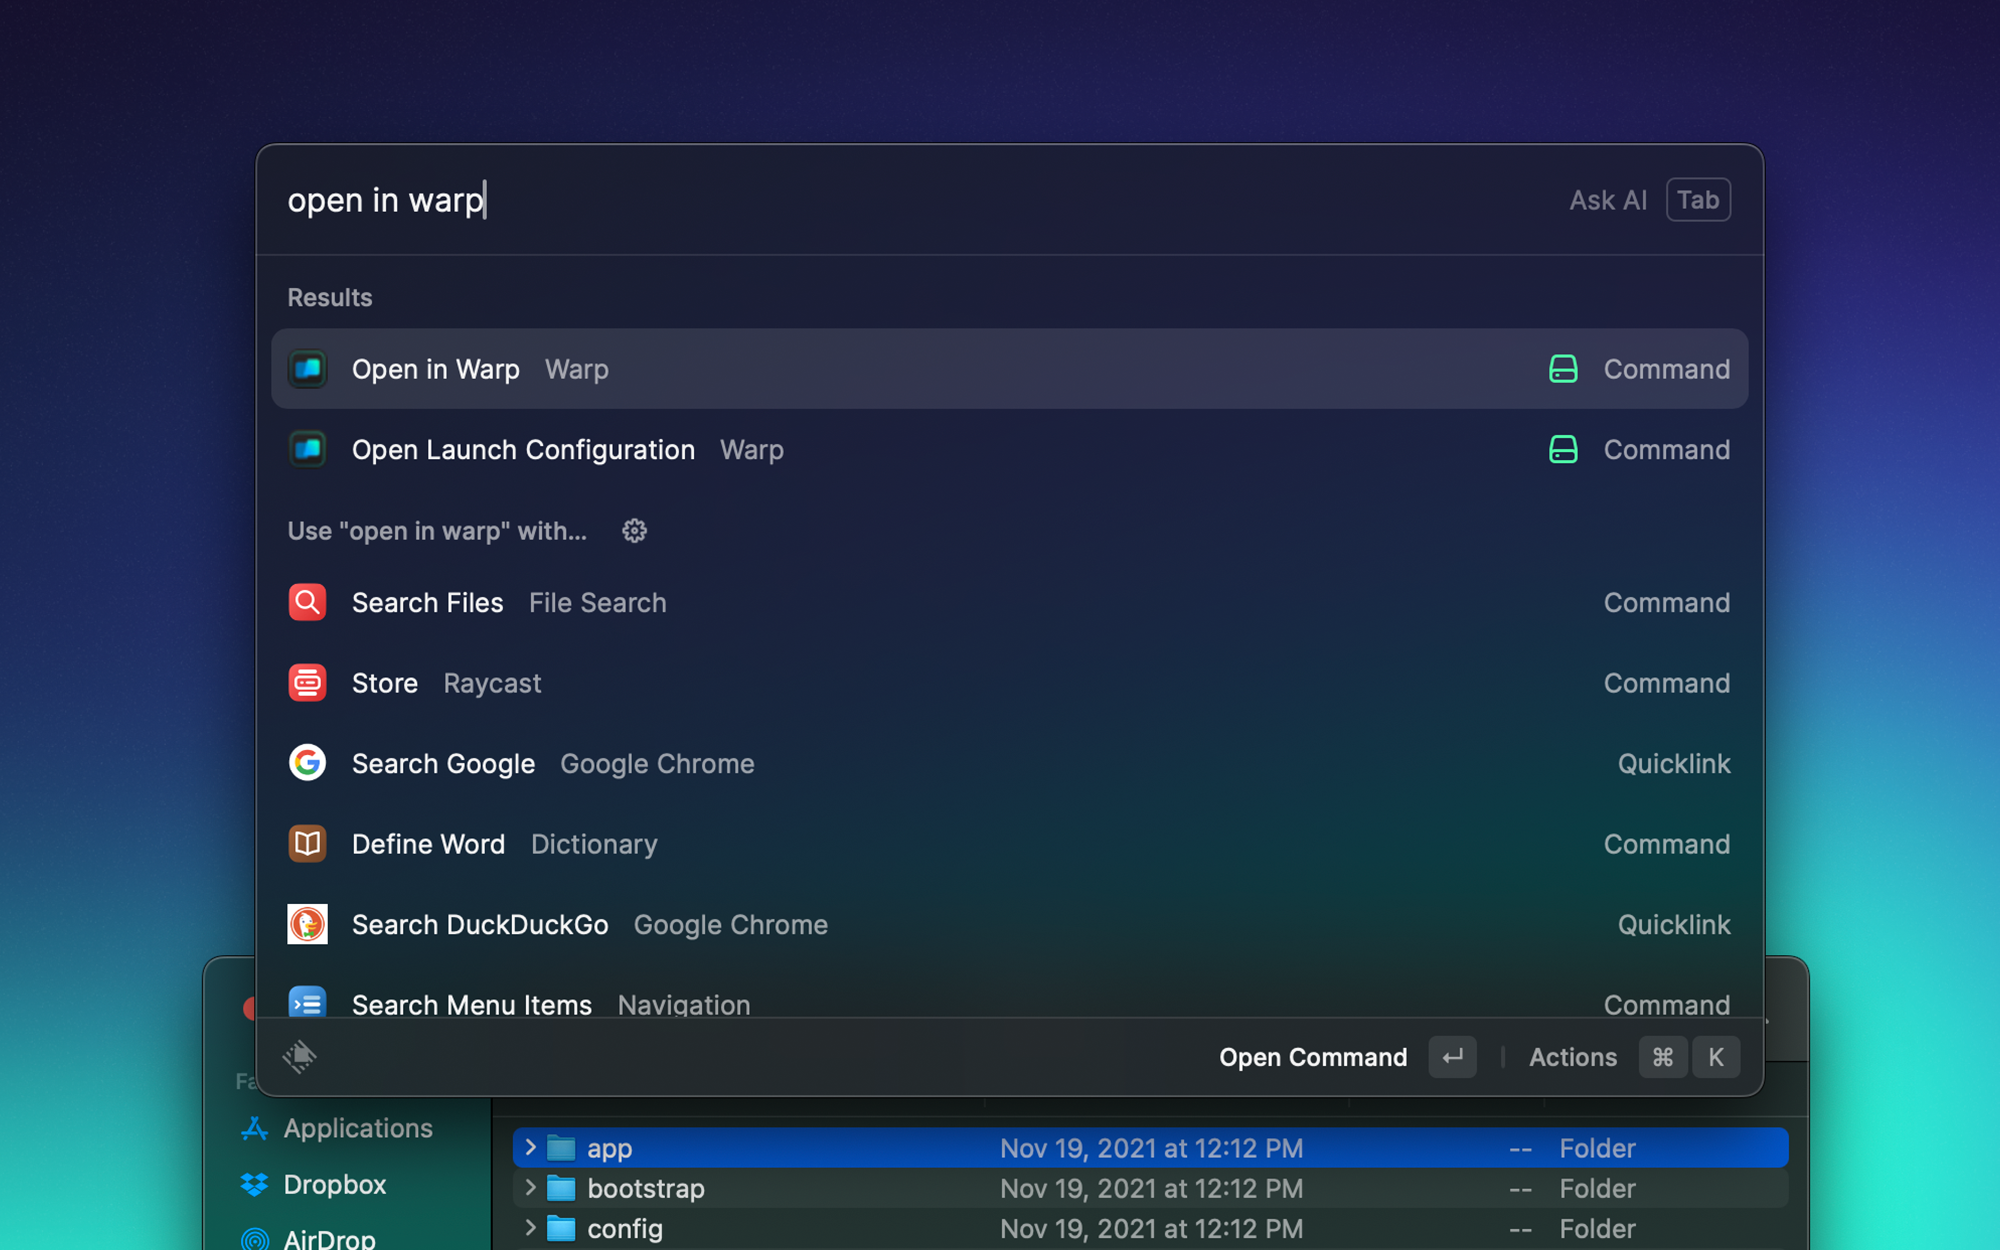 open in warp
Ask AI Tab
Results
Open in Warp Warp Command
Open Launch Configuration Warp Command
Use "open in warp" with...
Search Files File Search Command
Store Raycast Command
Search Google Google Chrome Quicklink
Define Word Dictionary Command
Search DuckDuckGo Google Chrome Quicklink
Search Menu Items Navigation Command
Open Command ↵ Actions ⌘ K
Fa
Applications
Dropbox
AirDrop
app Nov 19, 2021 at 12:12 PM -- Folder
bootstrap Nov 19, 2021 at 12:12 PM -- Folder
config Nov 19, 2021 at 12:12 PM -- Folder